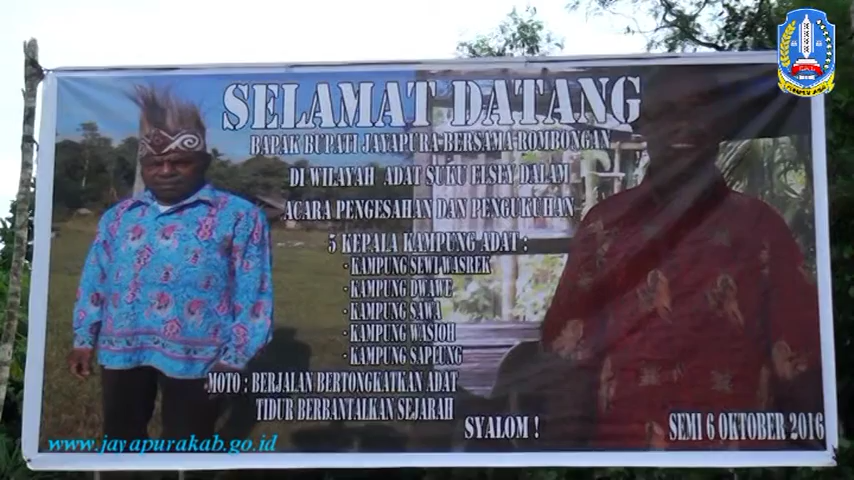 SELAMAT DATANG
BAPAK BUPATI JAYAPURA BERSAMA ROMBONGAN
DI WILAYAH ADAT SUKU ELSEY DALAM
ACARA PENGESAHAN DAN PENGUKUHAN
5 KEPALA KAMPUNG ADAT :
· KAMPUNG SEWI-WASREK
· KAMPUNG DWAWE
· KAMPUNG SAWA
· KAMPUNG WASIOH
· KAMPUNG SAPLUNG
MOTO : BERJALAN BERTONGKATKAN ADAT
TIDUR BERBANTALKAN SEJARAH
SYALOM !
SEMI 6 OKTOBER 2016
www.jayapurakab.go.id